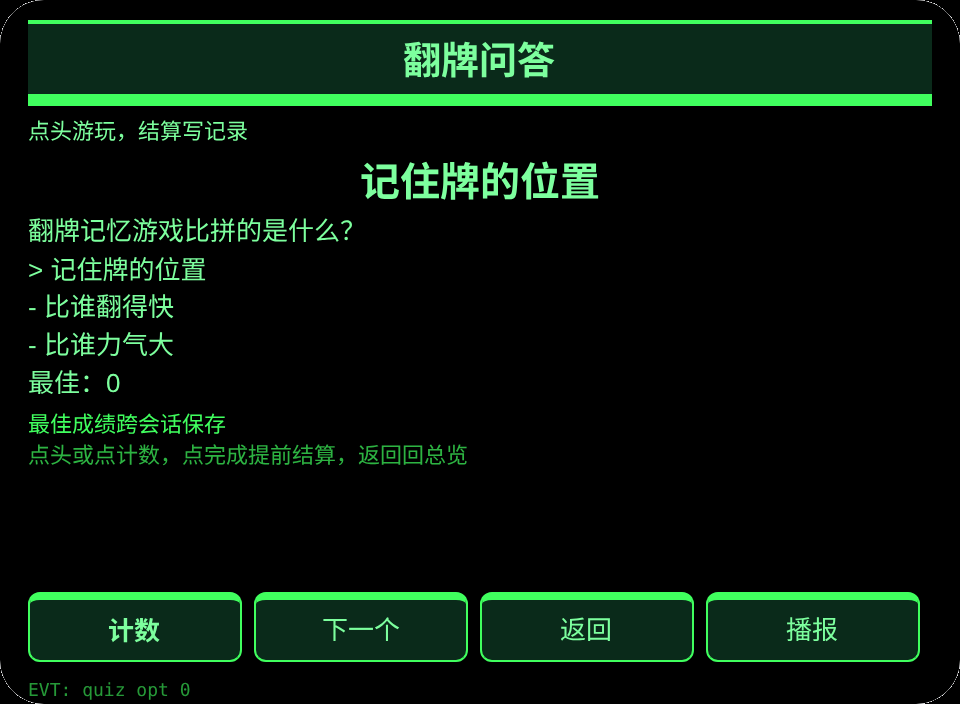 翻牌问答
点头游玩，结算写记录
记住牌的位置
翻牌记忆游戏比拼的是什么？
> 记住牌的位置
- 比谁翻得快
- 比谁力气大
最佳：0
最佳成绩跨会话保存
点头或点计数，点完成提前结算，返回回总览
计数
下一个
返回
播报
EVT: quiz opt 0